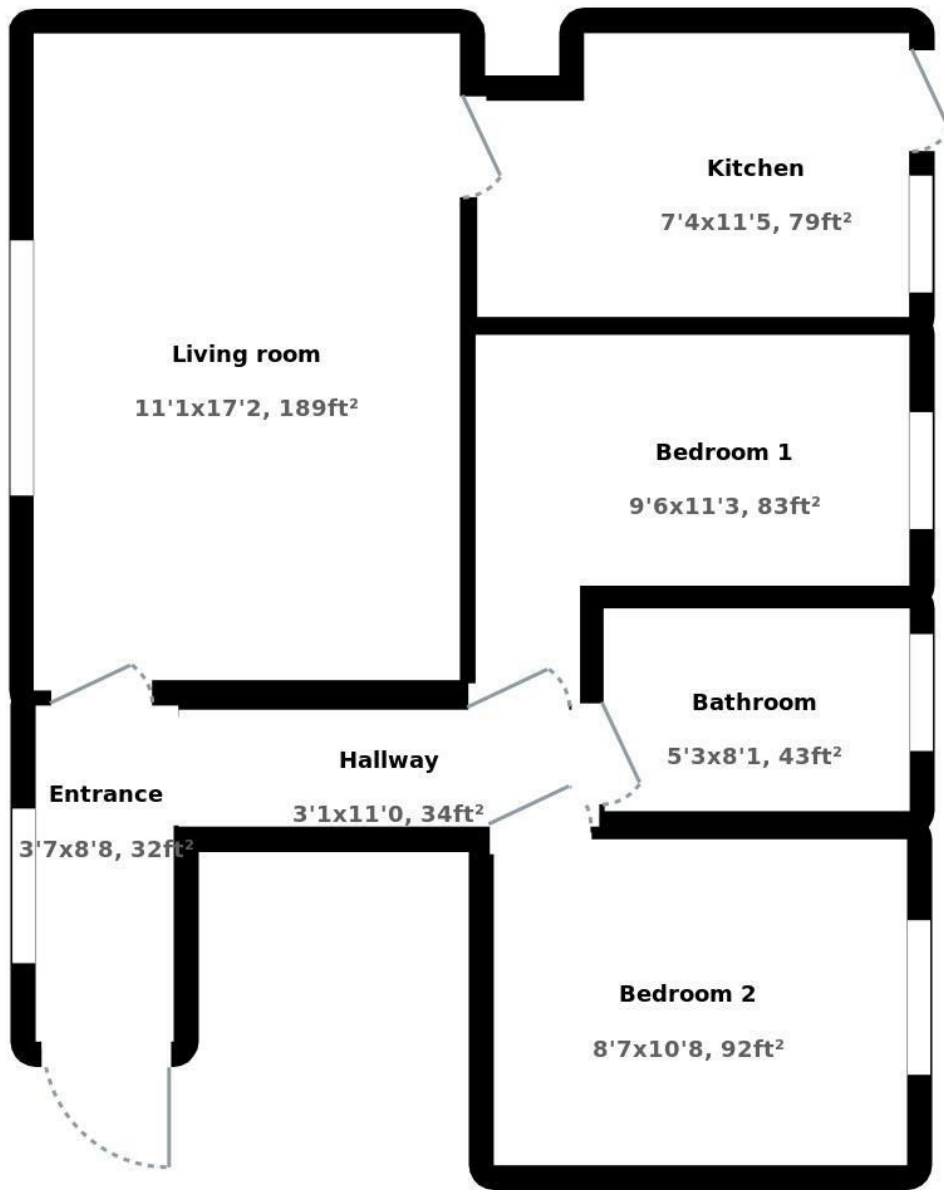 Kitchen
7'4x11'5, 79ft²
Living room
11'1x17'2, 189ft²
Bedroom 1
9'6x11'3, 83ft²
Bathroom
5'3x8'1, 43ft²
Hallway
3'1x11'0, 34ft²
Entrance
3'7x8'8, 32ft²
Bedroom 2
8'7x10'8, 92ft²